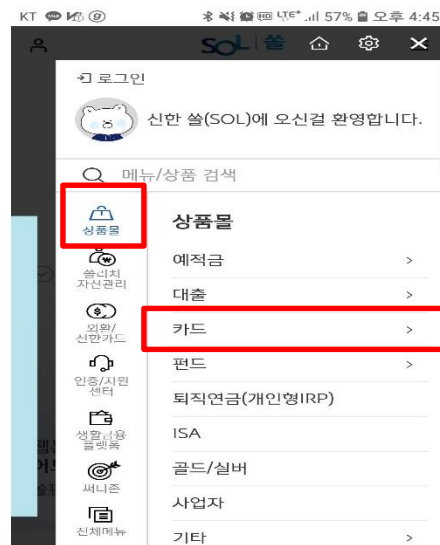 KT LTE+ 57% 오후 4:45
SOL 쏠
로그인
신한 쏠(SOL)에 오신걸 환영합니다.
메뉴/상품 검색
상품몰
쏠리치
자산관리
외환/
신한카드
인증/지원
센터
생활금융
플랫폼
써니존
전체메뉴
상품몰
예적금 >
대출 >
카드 >
펀드 >
퇴직연금(개인형IRP)
ISA
골드/실버
사업자
기타 >